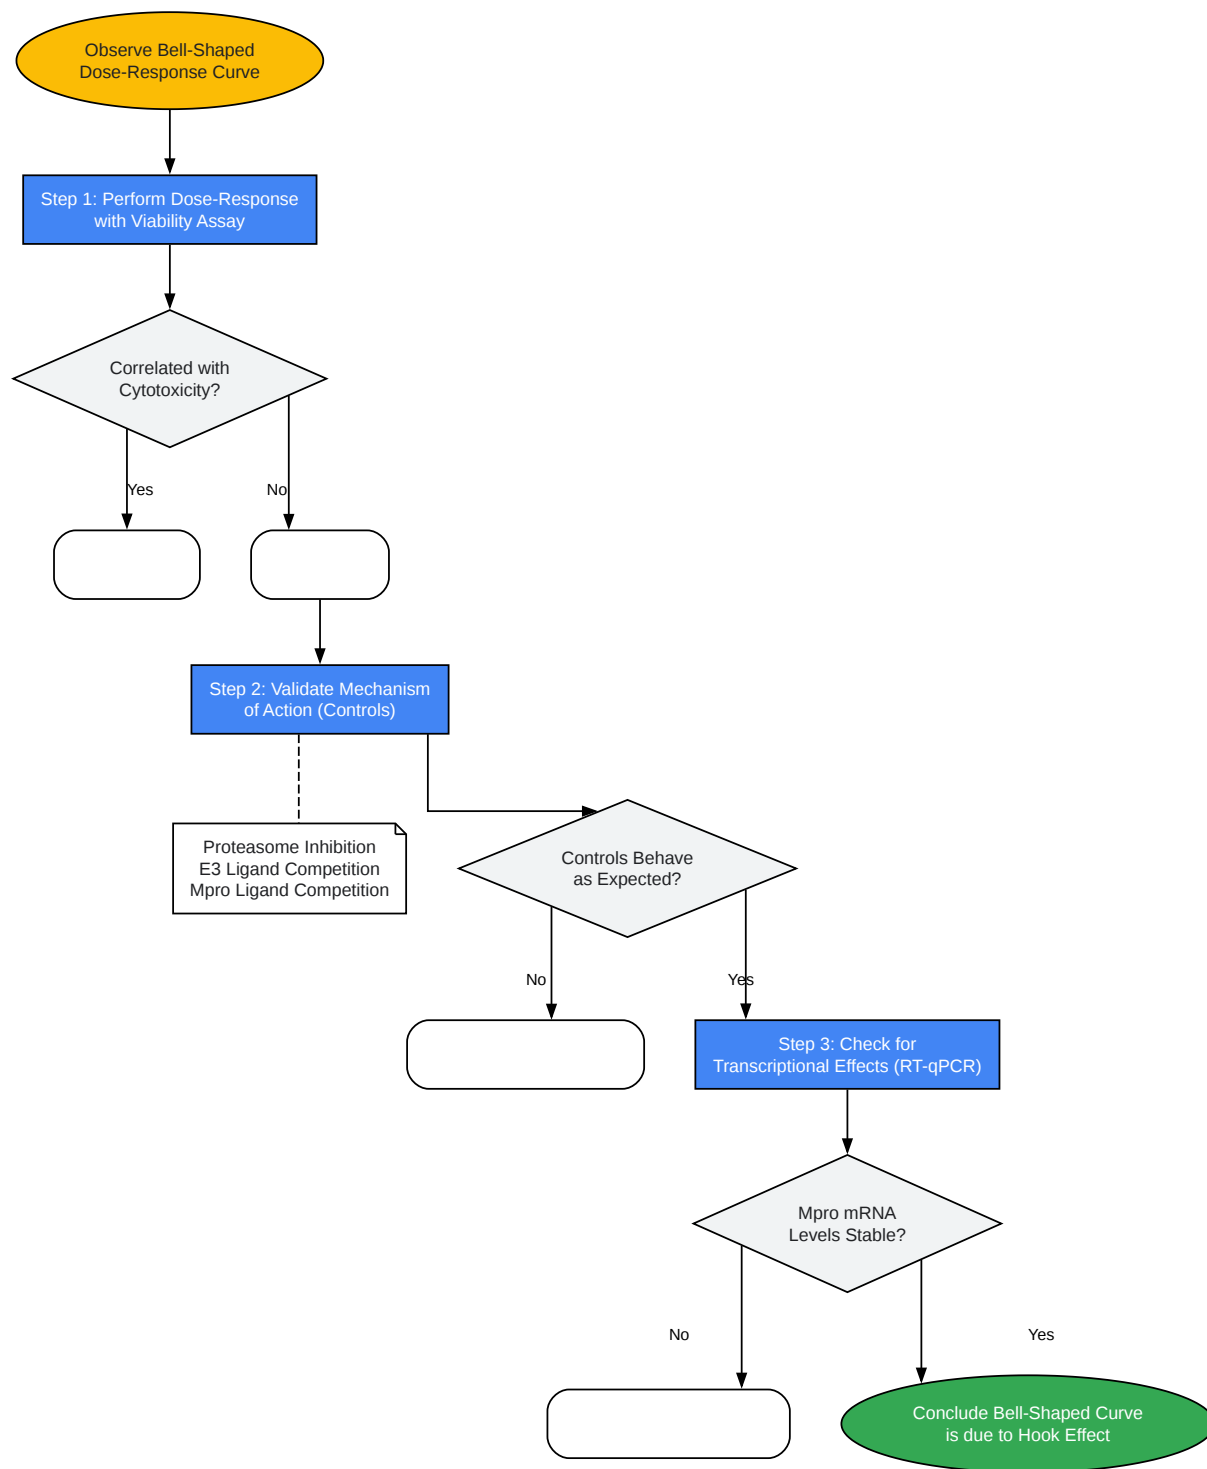 Observe Bell-Shaped
Dose-Response Curve
Step 1: Perform Dose-Response
with Viability Assay
Correlated with
Cytotoxicity?
Yes
No
Step 2: Validate Mechanism
of Action (Controls)
Proteasome Inhibition
E3 Ligand Competition
Mpro Ligand Competition
Controls Behave
as Expected?
No
Yes
Step 3: Check for
Transcriptional Effects (RT-qPCR)
Mpro mRNA
Levels Stable?
No
Yes
Conclude Bell-Shaped Curve
is due to Hook Effect